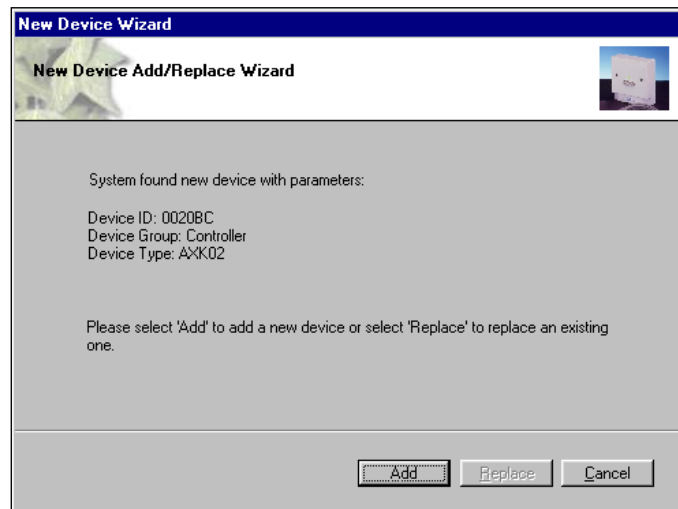 New Device Wizard
New Device Add/Replace Wizard
System found new device with parameters:
Device ID: 0020BC
Device Group: Controller
Device Type: AXK02
Please select 'Add' to add a new device or select 'Replace' to replace an existing
one.
Add Replace Cancel